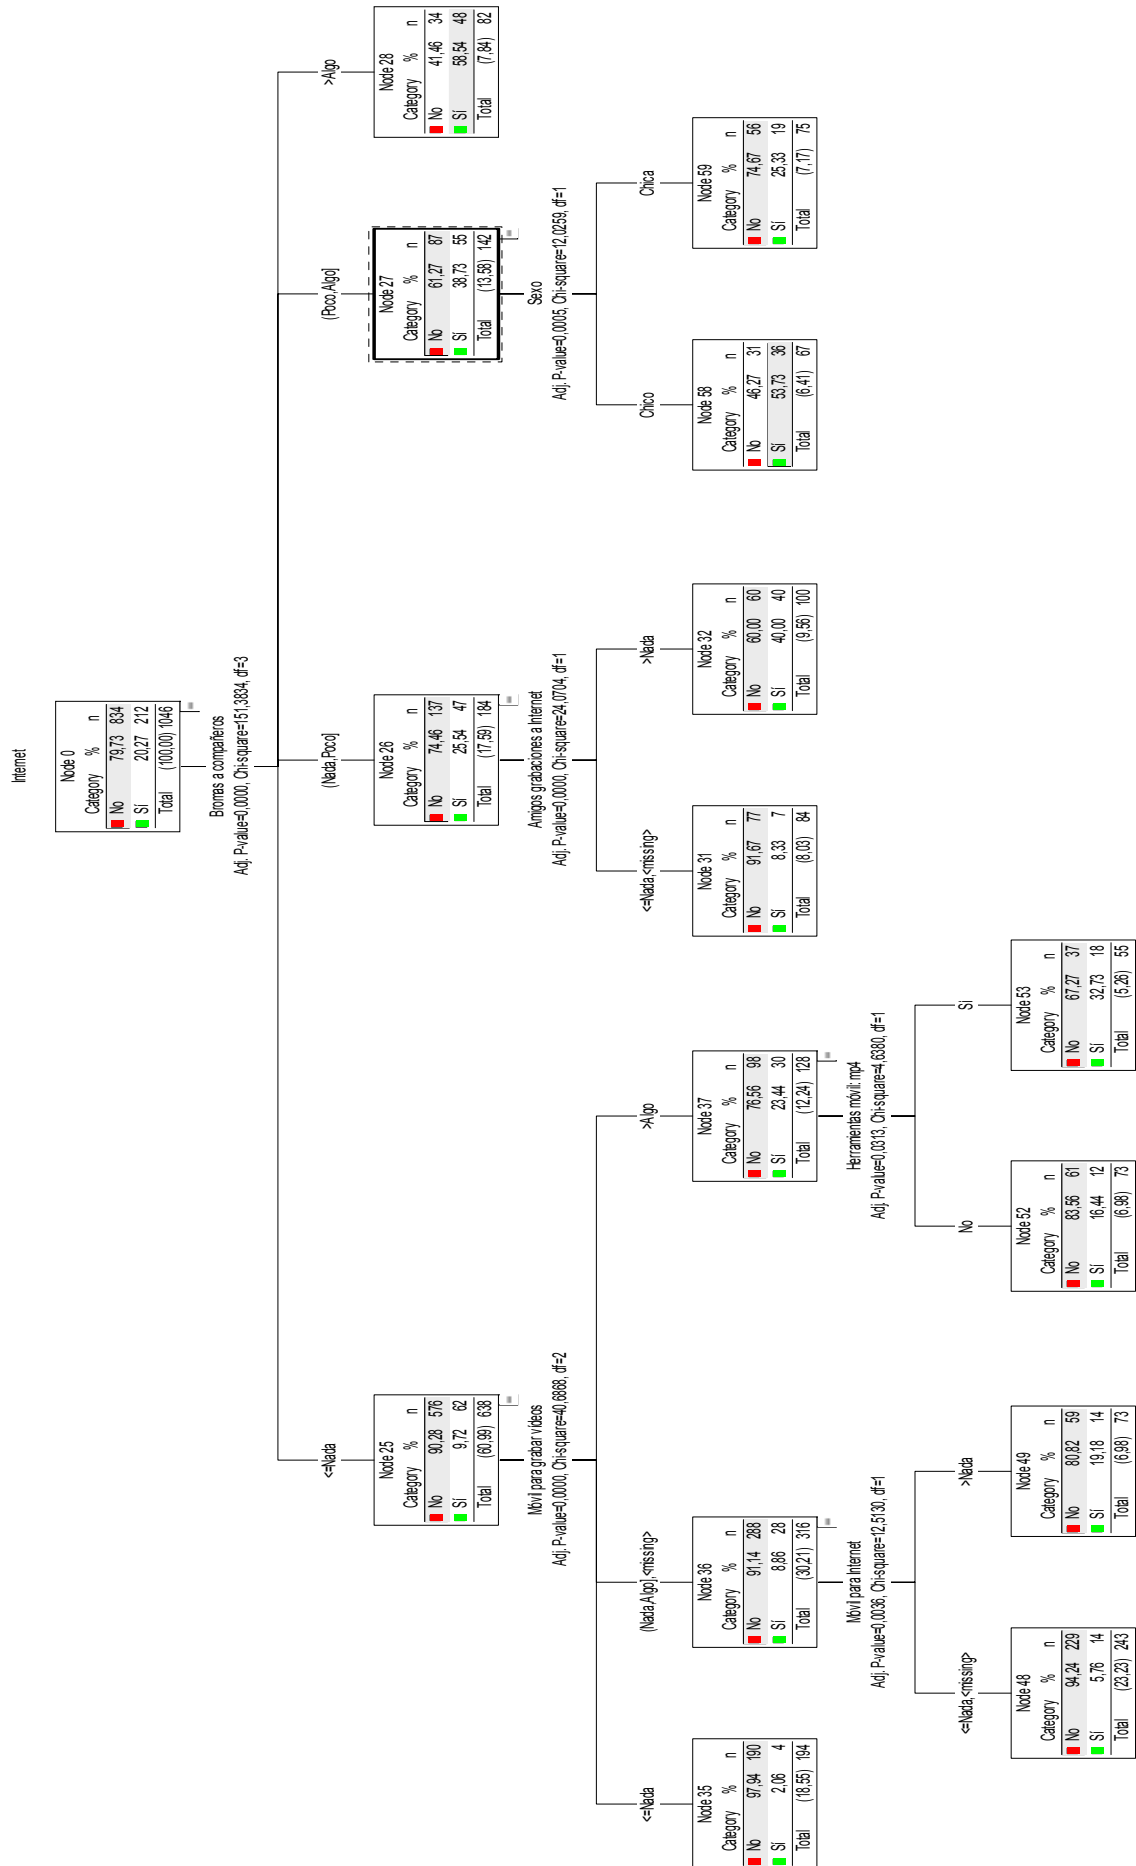 Internet
Node 0
Category % n
No 79,73 834
Sí 20,27 212
Total (100,00) 1046
Bromas a compañeros
Adj. P-value=0,0000, Chi-square=151,3834, df=3
<=Nada
(Nada,Poco]
(Poco,Algo]
>Algo
Node 25
Category % n
No 90,28 576
Sí 9,72 62
Total (60,99) 638
Node 26
Category % n
No 74,46 137
Sí 25,54 47
Total (17,59) 184
Node 27
Category % n
No 61,27 87
Sí 38,73 55
Total (13,58) 142
Node 28
Category % n
No 41,46 34
Sí 58,54 48
Total (7,84) 82
Móvil para grabar vídeos
Adj. P-value=0,0000, Chi-square=40,6868, df=2
Amigos grabaciones a Internet
Adj. P-value=0,0000, Chi-square=24,0704, df=1
Sexo
Adj. P-value=0,0005, Chi-square=12,0259, df=1
<=Nada
(Nada,Algo],<missing>
>Algo
<=Nada,<missing>
>Nada
Chico
Chica
Node 35
Category % n
No 97,94 190
Sí 2,06 4
Total (18,55) 194
Node 36
Category % n
No 91,14 288
Sí 8,86 28
Total (30,21) 316
Node 37
Category % n
No 76,56 98
Sí 23,44 30
Total (12,24) 128
Node 31
Category % n
No 91,67 77
Sí 8,33 7
Total (8,03) 84
Node 32
Category % n
No 60,00 60
Sí 40,00 40
Total (9,56) 100
Node 58
Category % n
No 46,27 31
Sí 53,73 36
Total (6,41) 67
Node 59
Category % n
No 74,67 56
Sí 25,33 19
Total (7,17) 75
Móvil para Internet
Adj. P-value=0,0036, Chi-square=12,5130, df=1
Herramientas móvil: mp4
Adj. P-value=0,0313, Chi-square=4,6380, df=1
<=Nada,<missing>
>Nada
No
Sí
Node 48
Category % n
No 94,24 229
Sí 5,76 14
Total (23,23) 243
Node 49
Category % n
No 80,82 59
Sí 19,18 14
Total (6,98) 73
Node 52
Category % n
No 83,56 61
Sí 16,44 12
Total (6,98) 73
Node 53
Category % n
No 67,27 37
Sí 32,73 18
Total (5,26) 55